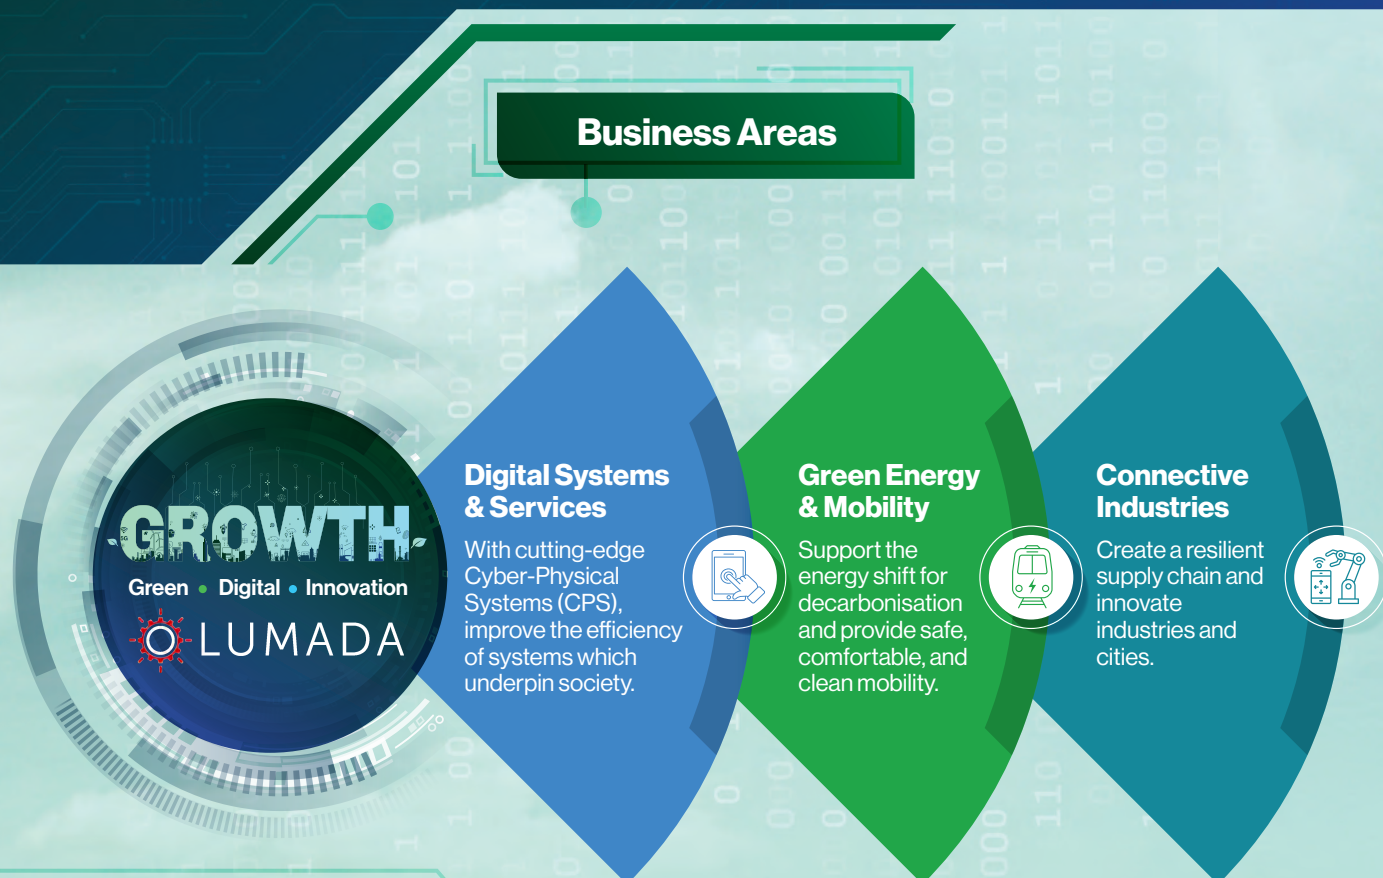 Business Areas
GROWTH
Green • Digital • Innovation
LUMADA
Digital Systems
& Services
With cutting-edge
Cyber-Physical
Systems (CPS),
improve the efficiency
of systems which
underpin society.
Green Energy
& Mobility
Support the
energy shift for
decarbonisation
and provide safe,
comfortable, and
clean mobility.
Connective
Industries
Create a resilient
supply chain and
innovate
industries and
cities.